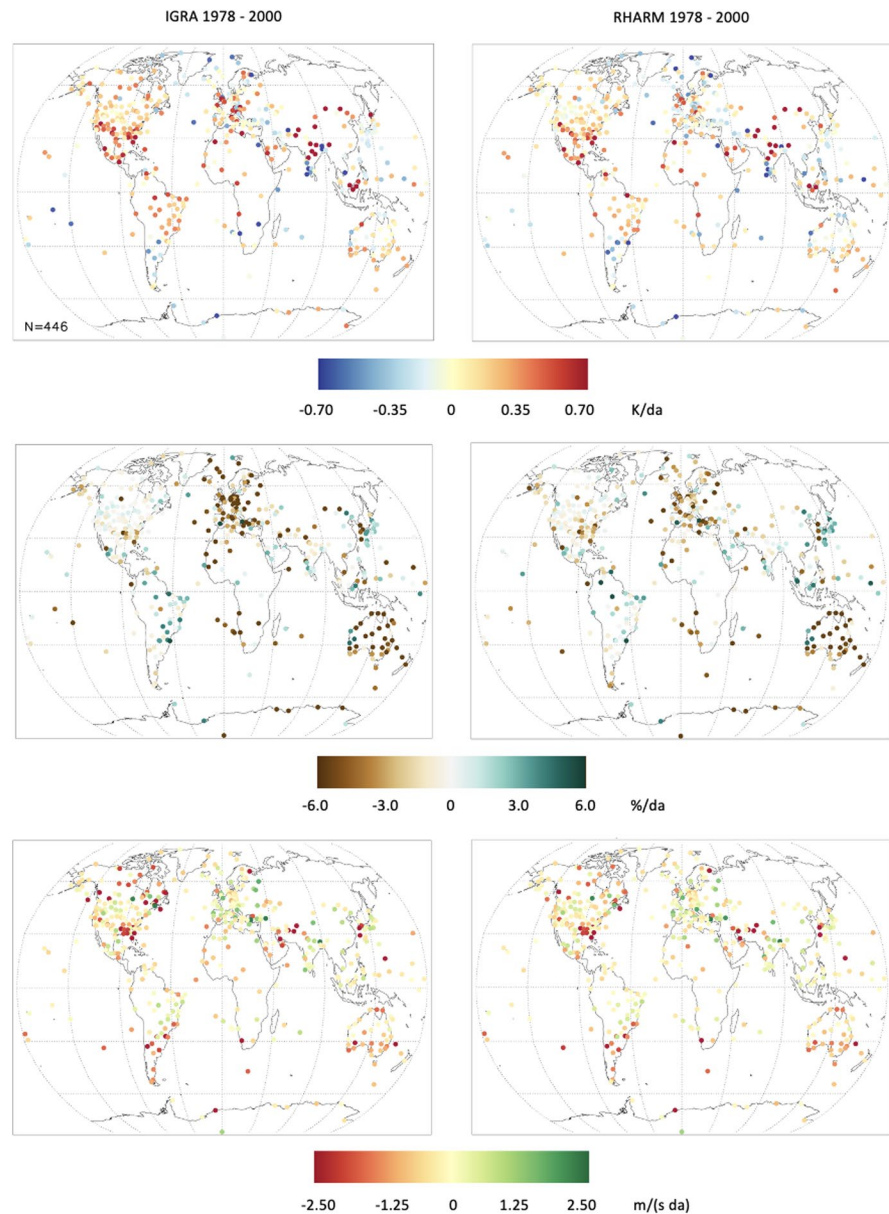 IGRA 1978 - 2000 RHARM 1978 - 2000
N=446
-0.70 -0.35 0 0.35 0.70 K/da
-6.0 -3.0 0 3.0 6.0 %/da
-2.50 -1.25 0 1.25 2.50 m/(s da)